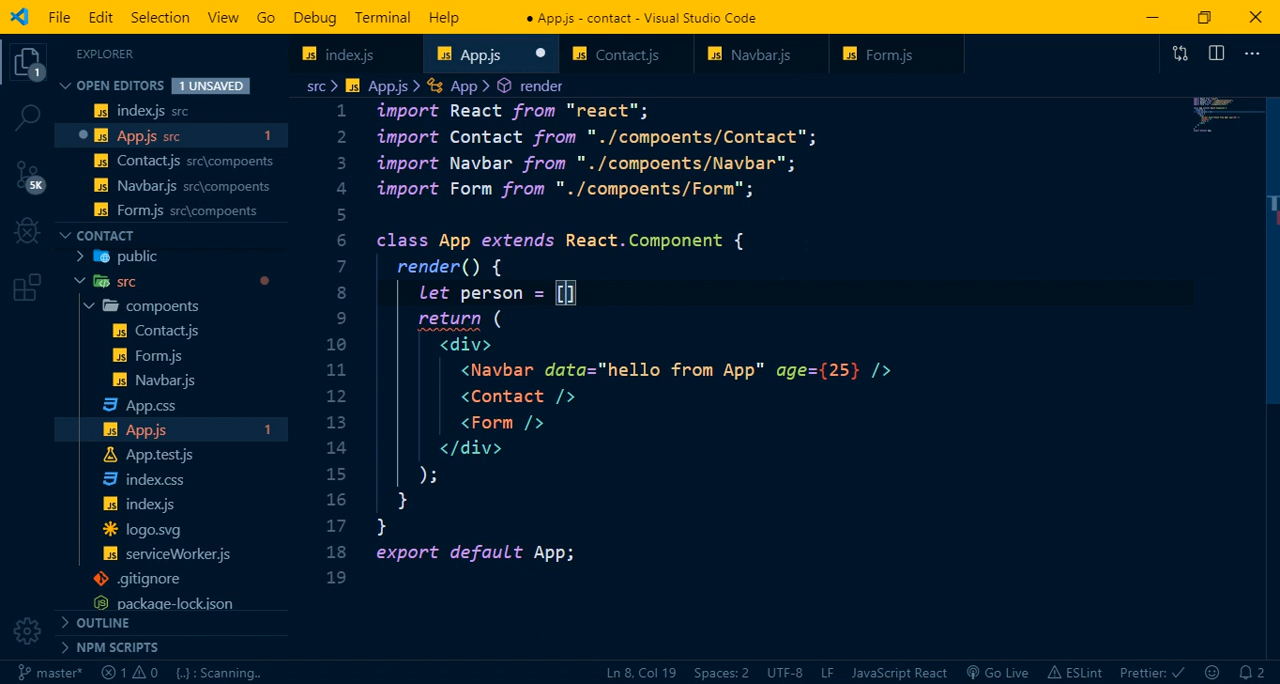 File Edit Selection View Go Debug Terminal Help ● App.js - contact - Visual Studio Code
EXPLORER
OPEN EDITORS 1 UNSAVED
index.js src
App.js src 1
Contact.js src\compoents
Navbar.js src\compoents
Form.js src\compoents
CONTACT
public
src
compoents
Contact.js
Form.js
Navbar.js
App.css
App.js 1
App.test.js
index.css
index.js
logo.svg
serviceWorker.js
.gitignore
package-lock.json
OUTLINE
NPM SCRIPTS
1
5K
index.js App.js Contact.js Navbar.js Form.js
src > App.js > App > render
1 import React from "react";
2 import Contact from "./compoents/Contact";
3 import Navbar from "./compoents/Navbar";
4 import Form from "./compoents/Form";
5
6 class App extends React.Component {
7 render() {
8 let person = []
9 return (
10 <div>
11 <Navbar data="hello from App" age={25} />
12 <Contact />
13 <Form />
14 </div>
15 );
16 }
17 }
18 export default App;
19
master* 1 0 {..} : Scanning.. Ln 8, Col 19 Spaces: 2 UTF-8 LF JavaScript React Go Live ESLint Prettier: ✓ 2